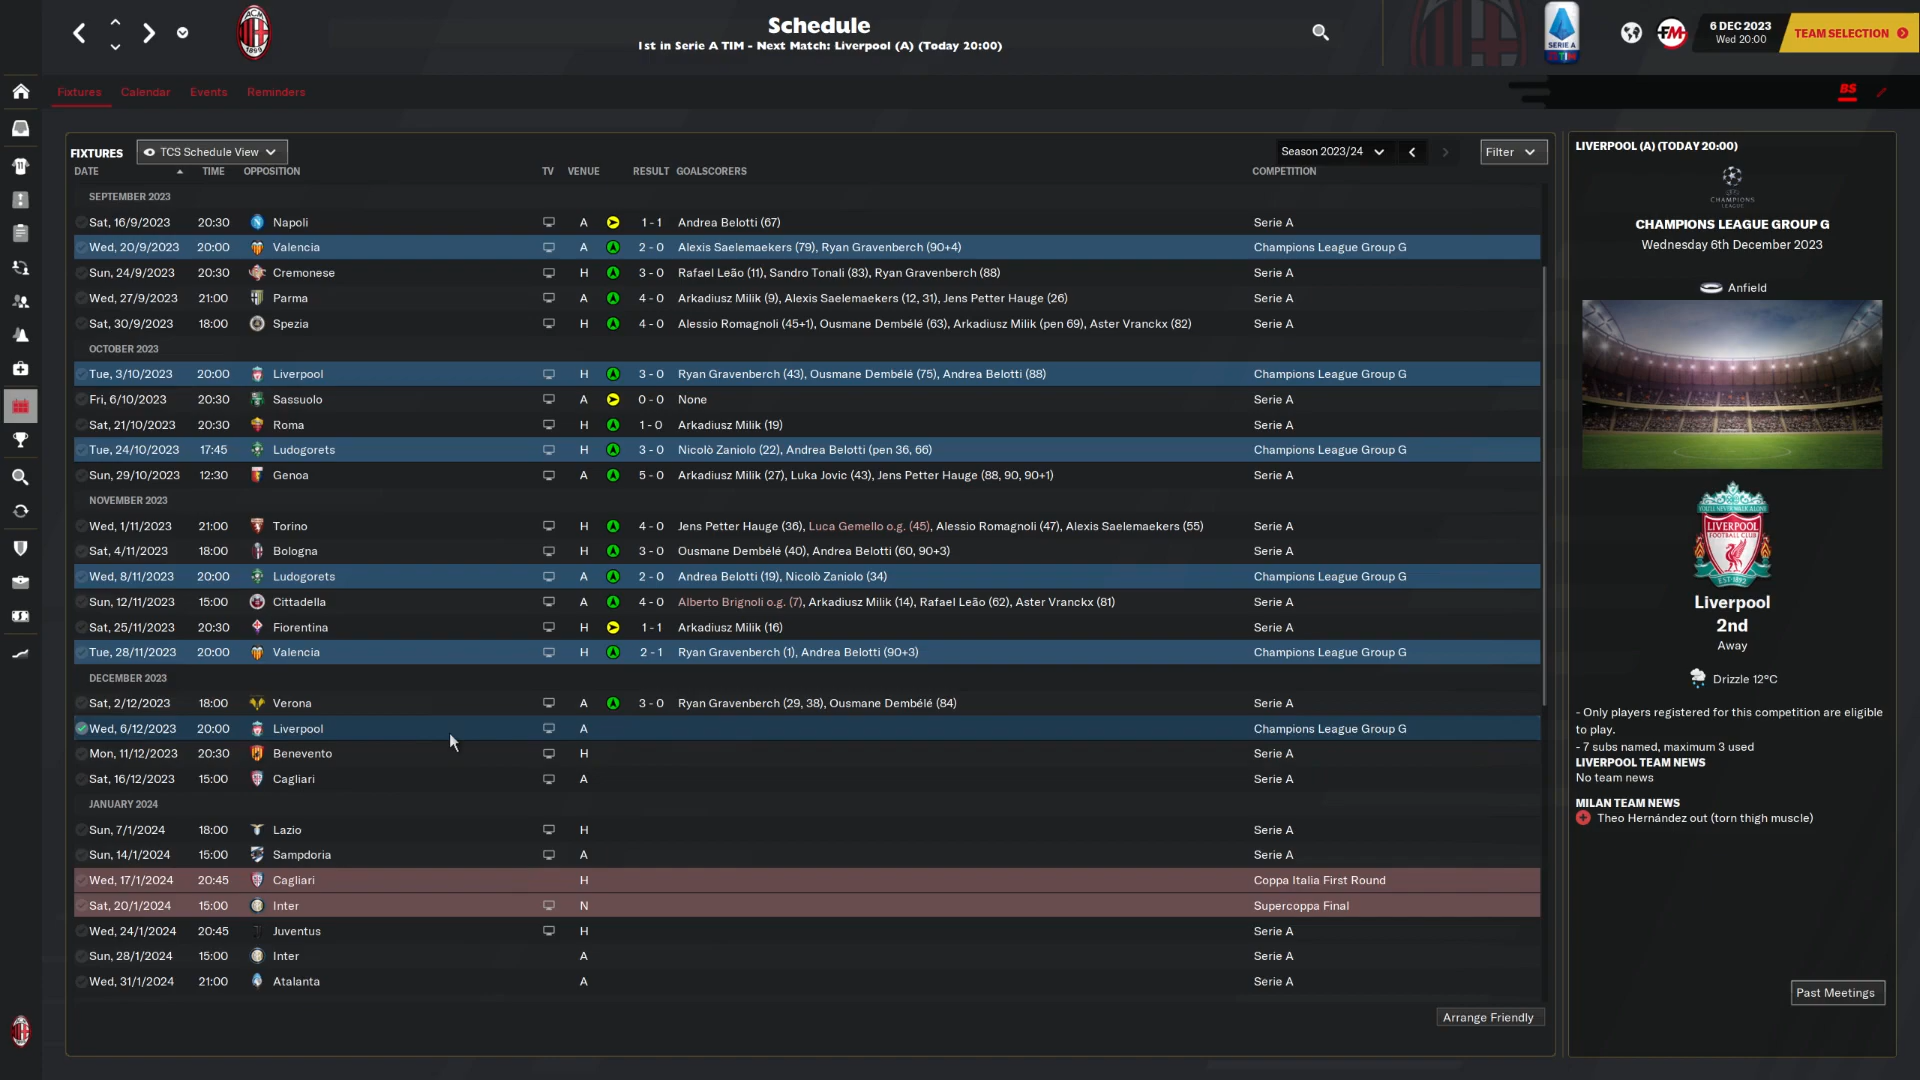 Schedule
1st in Serie A TIM - Next Match: Liverpool (A) (Today 20:00)
ACM
1899
SERIE A
TIM
FM
6 DEC 2023
Wed 20:00
TEAM SELECTION
Fixtures Calendar Events Reminders
BS
FIXTURES TCS Schedule View Season 2023/24 Filter
DATE TIME OPPOSITION TV VENUE RESULT GOALSCORERS COMPETITION
SEPTEMBER 2023
Sat, 16/9/2023 20:30 Napoli A 1 - 1 Andrea Belotti (67) Serie A
Wed, 20/9/2023 20:00 Valencia A 2 - 0 Alexis Saelemaekers (79), Ryan Gravenberch (90+4) Champions League Group G
Sun, 24/9/2023 20:30 Cremonese H 3 - 0 Rafael Leão (11), Sandro Tonali (83), Ryan Gravenberch (88) Serie A
Wed, 27/9/2023 21:00 Parma A 4 - 0 Arkadiusz Milik (9), Alexis Saelemaekers (12, 31), Jens Petter Hauge (26) Serie A
Sat, 30/9/2023 18:00 Spezia H 4 - 0 Alessio Romagnoli (45+1), Ousmane Dembélé (63), Arkadiusz Milik (pen 69), Aster Vranckx (82) Serie A
OCTOBER 2023
Tue, 3/10/2023 20:00 Liverpool H 3 - 0 Ryan Gravenberch (43), Ousmane Dembélé (75), Andrea Belotti (88) Champions League Group G
Fri, 6/10/2023 20:30 Sassuolo A 0 - 0 None Serie A
Sat, 21/10/2023 20:30 Roma H 1 - 0 Arkadiusz Milik (19) Serie A
Tue, 24/10/2023 17:45 Ludogorets H 3 - 0 Nicolò Zaniolo (22), Andrea Belotti (pen 36, 66) Champions League Group G
Sun, 29/10/2023 12:30 Genoa A 5 - 0 Arkadiusz Milik (27), Luka Jovic (43), Jens Petter Hauge (88, 90, 90+1) Serie A
NOVEMBER 2023
Wed, 1/11/2023 21:00 Torino H 4 - 0 Jens Petter Hauge (36), Luca Gemello o.g. (45), Alessio Romagnoli (47), Alexis Saelemaekers (55) Serie A
Sat, 4/11/2023 18:00 Bologna H 3 - 0 Ousmane Dembélé (40), Andrea Belotti (60, 90+3) Serie A
Wed, 8/11/2023 20:00 Ludogorets A 2 - 0 Andrea Belotti (19), Nicolò Zaniolo (34) Champions League Group G
Sun, 12/11/2023 15:00 Cittadella A 4 - 0 Alberto Brignoli o.g. (7), Arkadiusz Milik (14), Rafael Leão (62), Aster Vranckx (81) Serie A
Sat, 25/11/2023 20:30 Fiorentina H 1 - 1 Arkadiusz Milik (16) Serie A
Tue, 28/11/2023 20:00 Valencia H 2 - 1 Ryan Gravenberch (1), Andrea Belotti (90+3) Champions League Group G
DECEMBER 2023
Sat, 2/12/2023 18:00 Verona A 3 - 0 Ryan Gravenberch (29, 38), Ousmane Dembélé (84) Serie A
Wed, 6/12/2023 20:00 Liverpool A Champions League Group G
Mon, 11/12/2023 20:30 Benevento H Serie A
Sat, 16/12/2023 15:00 Cagliari A Serie A
JANUARY 2024
Sun, 7/1/2024 18:00 Lazio H Serie A
Sun, 14/1/2024 15:00 Sampdoria A Serie A
Wed, 17/1/2024 20:45 Cagliari H Coppa Italia First Round
Sat, 20/1/2024 15:00 Inter N Supercoppa Final
Wed, 24/1/2024 20:45 Juventus H Serie A
Sun, 28/1/2024 15:00 Inter A Serie A
Wed, 31/1/2024 21:00 Atalanta A Serie A
Arrange Friendly
LIVERPOOL (A) (TODAY 20:00)
CHAMPIONS
LEAGUE
CHAMPIONS LEAGUE GROUP G
Wednesday 6th December 2023
Anfield
YOU'LL NEVER WALK ALONE
LIVERPOOL
FOOTBALL CLUB
EST·1892
Liverpool
2nd
Away
Drizzle 12°C
- Only players registered for this competition are eligible
to play.
- 7 subs named, maximum 3 used
LIVERPOOL TEAM NEWS
No team news
MILAN TEAM NEWS
Theo Hernández out (torn thigh muscle)
Past Meetings